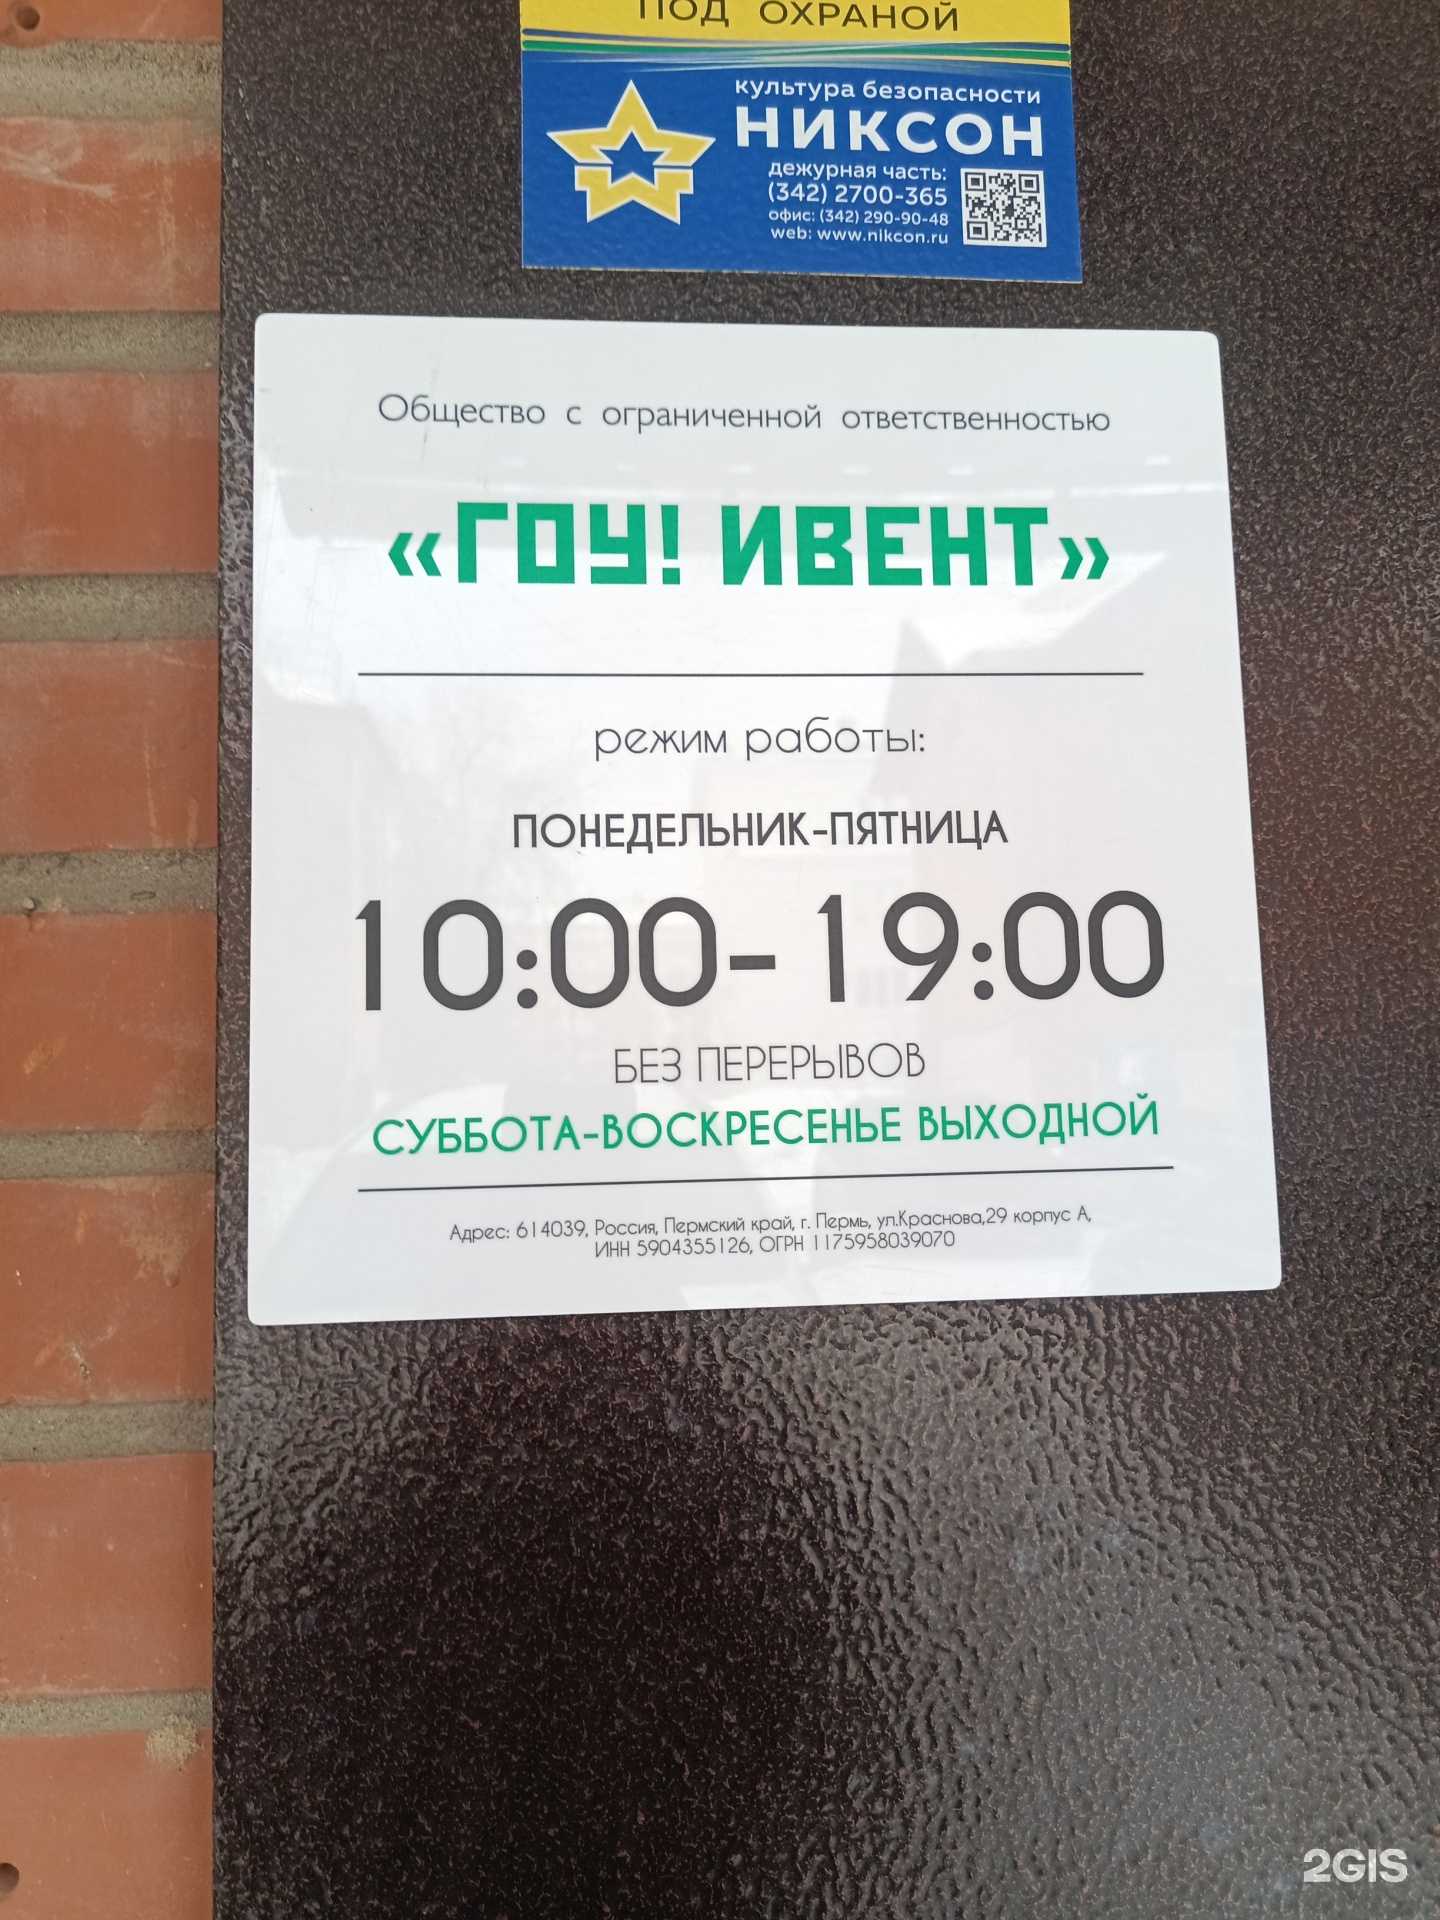 ПОД ОХРАНОЙ
культура безопасности
НИКСОН
дежурная часть:
(342) 2700-365
офис: (342) 290-90-48
web: www.nikcon.ru
Общество с ограниченной ответственностью
«ГОУ! ИВЕНТ»
режим работы:
ПОНЕДЕЛЬНИК-ПЯТНИЦА
10:00-19:00
БЕЗ ПЕРЕРЫВОВ
СУББОТА-ВОСКРЕСЕНЬЕ ВЫХОДНОЙ
Адрес: 614039, Россия, Пермский край, г. Пермь, ул.Краснова,29 корпус А,
ИНН 5904355126, ОГРН 1175958039070
2GIS